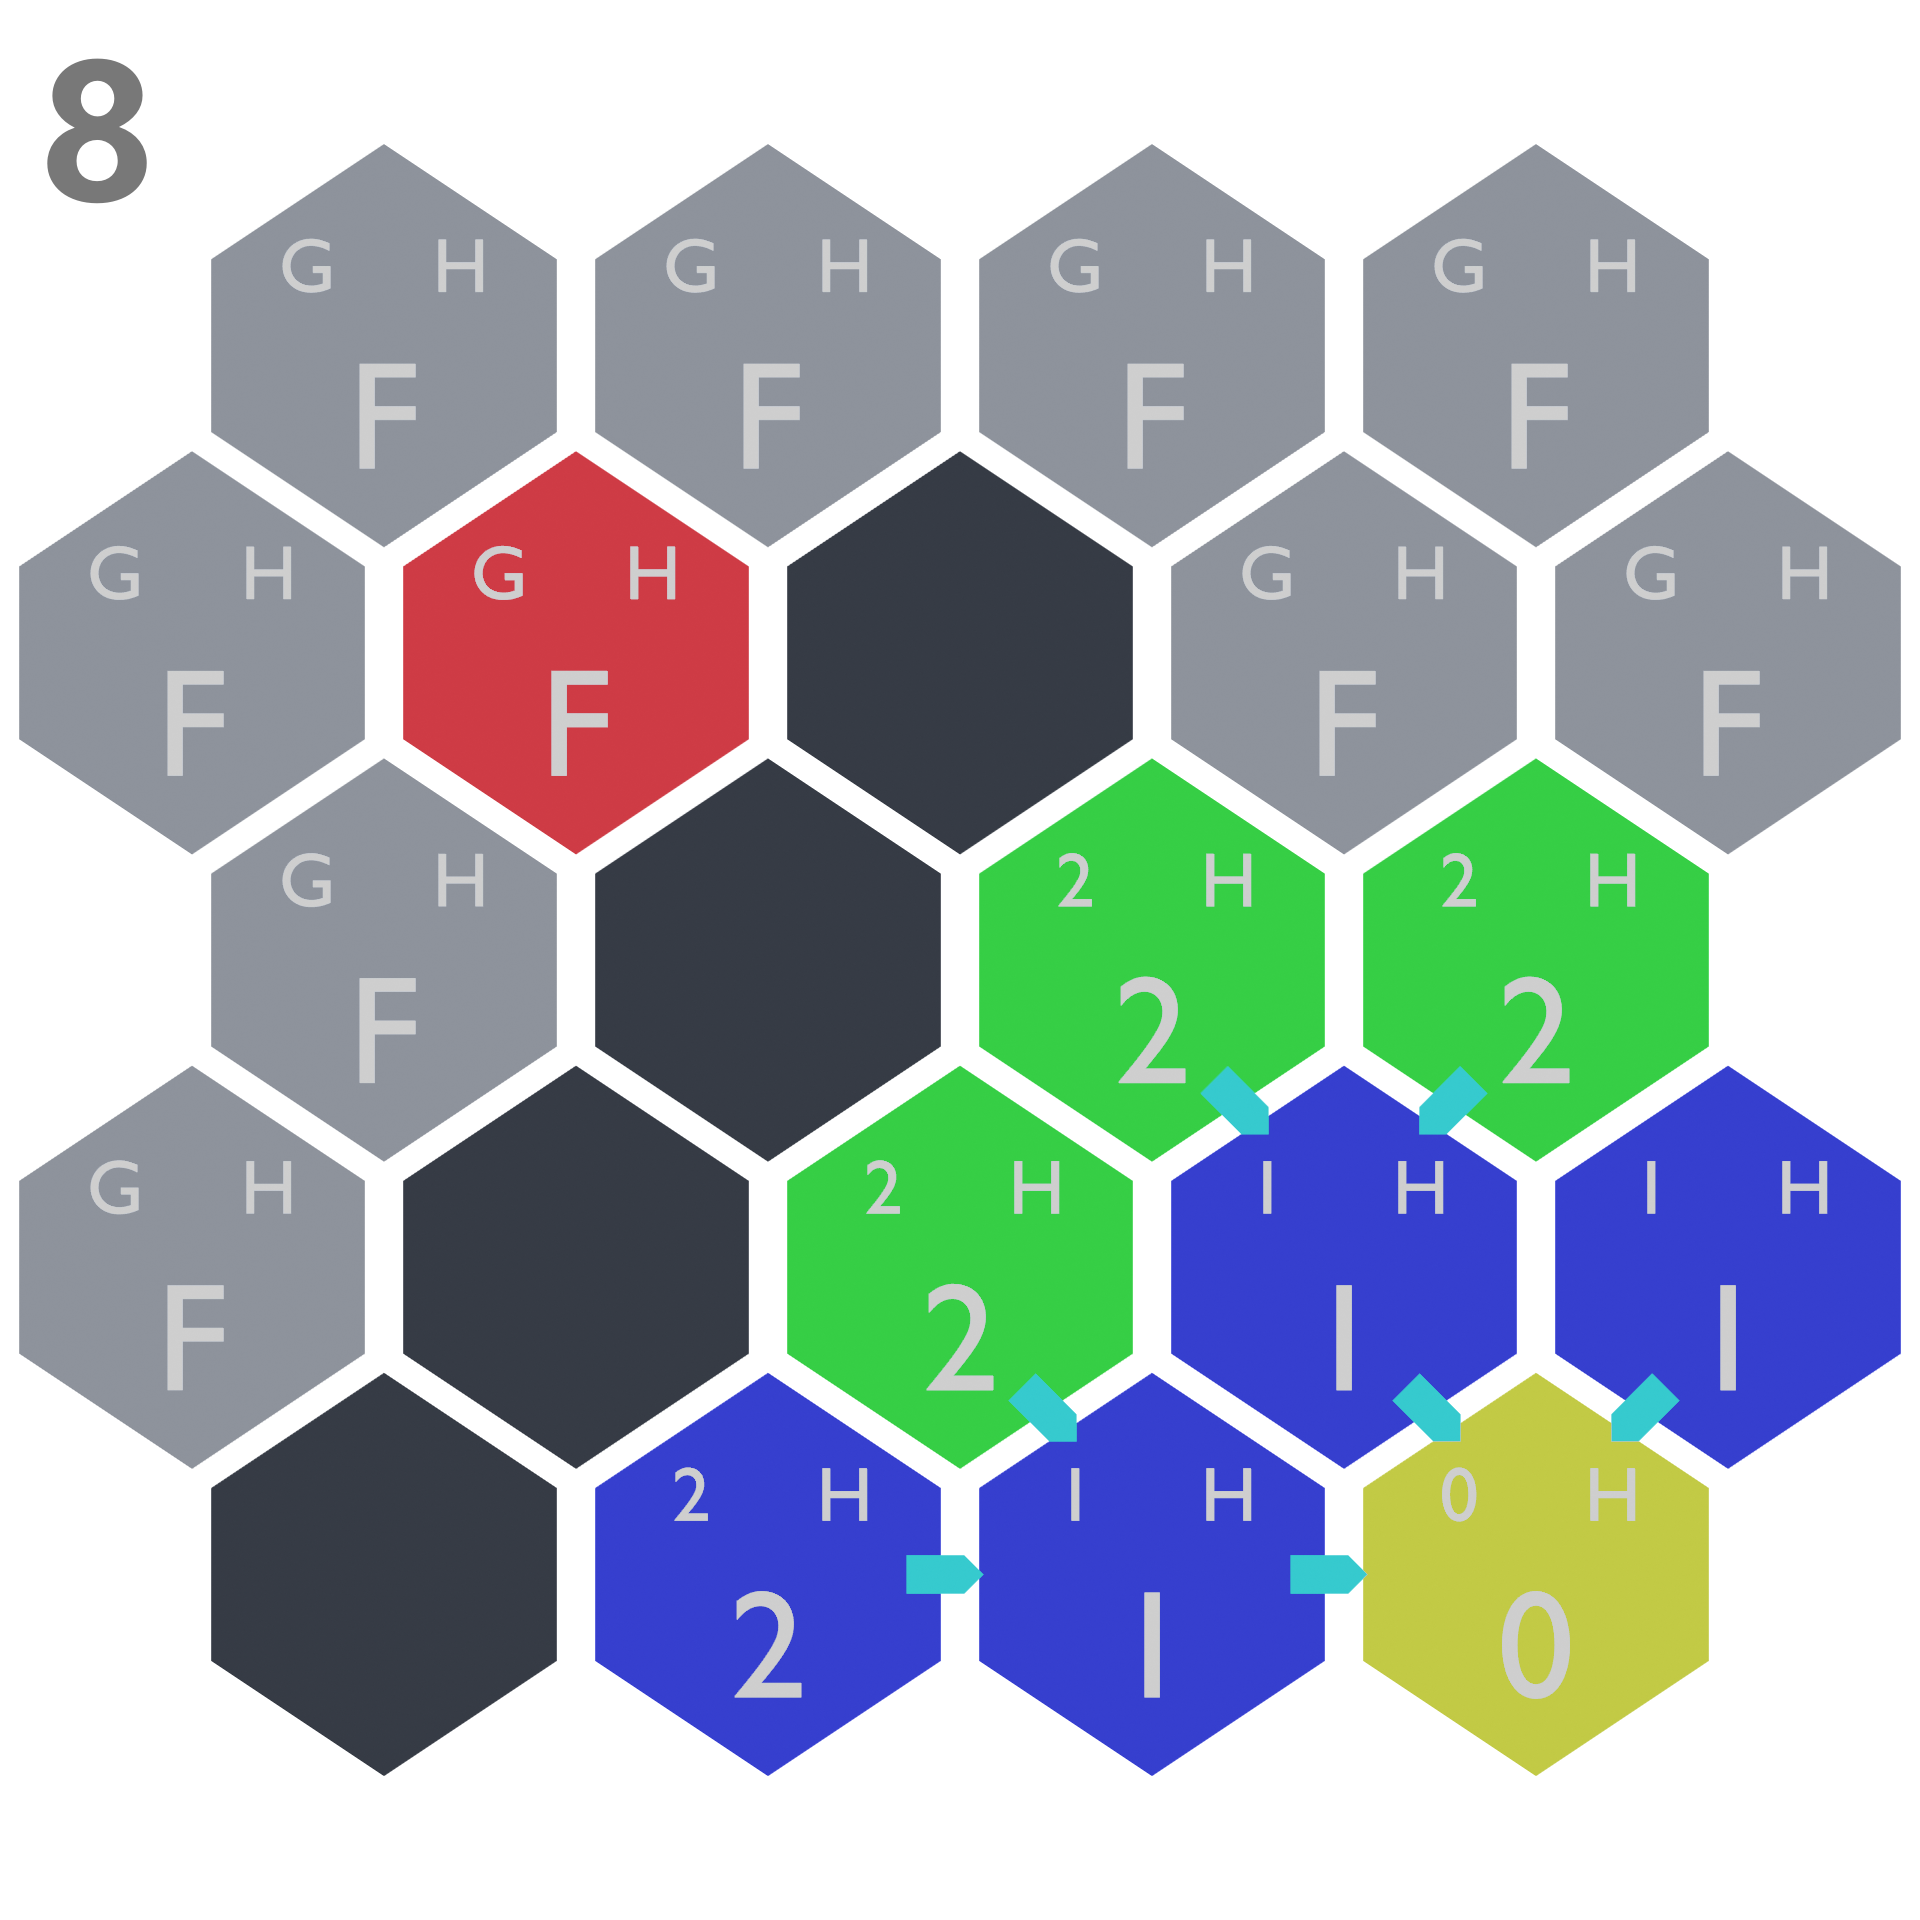 8
G H G H G H G H
F F F F
G H G H G H G H
F F F F
G H 2 H 2 H
F 2 2
G H 2 H I H I H
F 2 I I
2 H I H 0 H
2 I 0